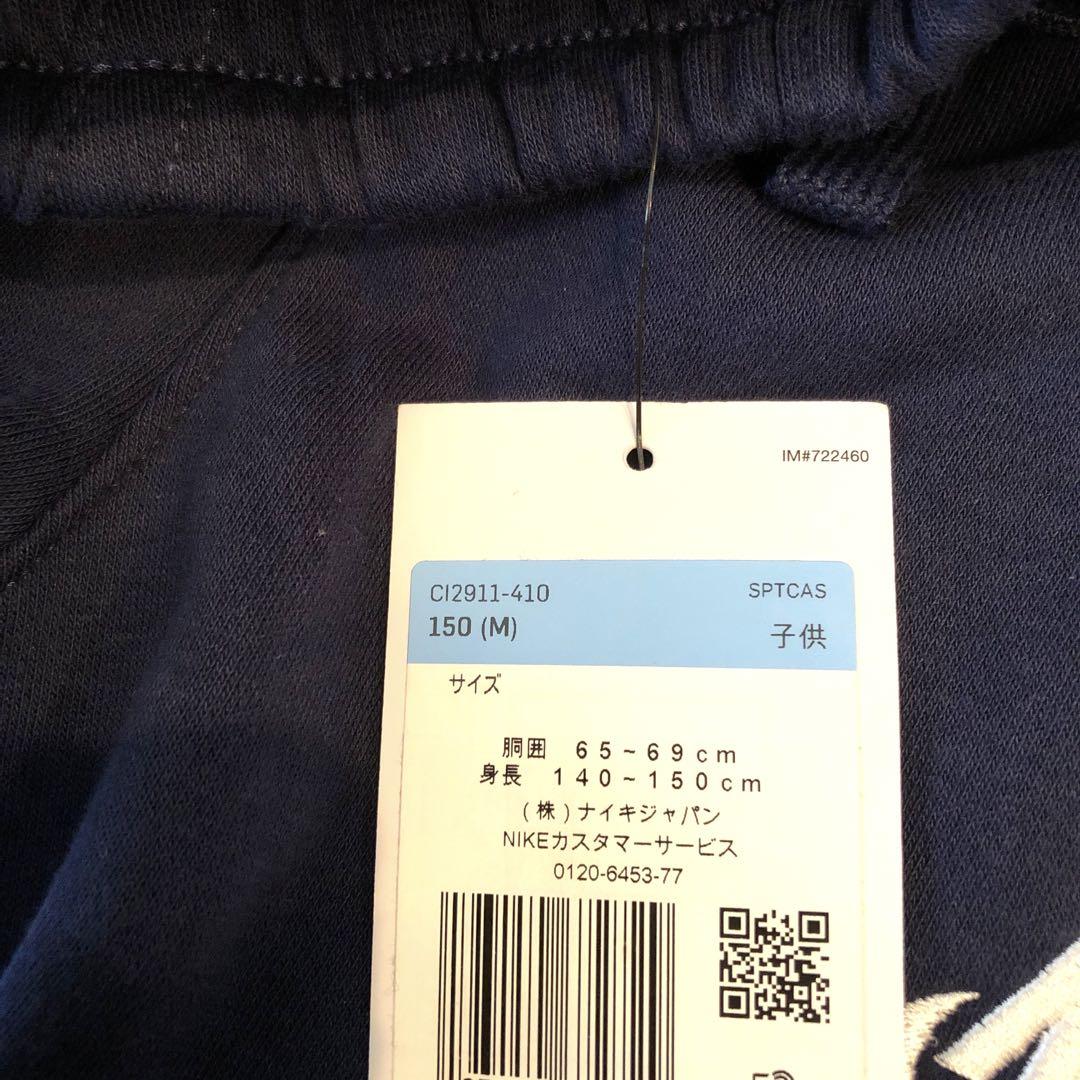 IM#722460
CI2911-410 SPTCAS
150 (M) 子供
サイズ
胴囲 65~69cm
身長 140~150cm
(株)ナイキジャパン
NIKEカスタマーサービス
0120-6453-77